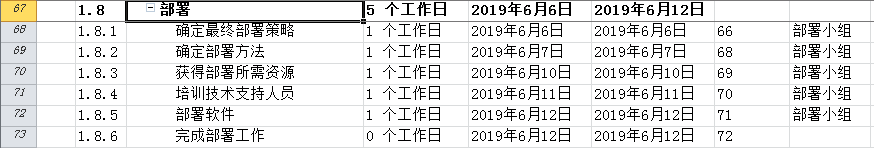 67 1.8 部署 5 个工作日 2019年6月6日 2019年6月12日
68 1.8.1 确定最终部署策略 1 个工作日 2019年6月6日 2019年6月6日 66 部署小组
69 1.8.2 确定部署方法 1 个工作日 2019年6月7日 2019年6月7日 68 部署小组
70 1.8.3 获得部署所需资源 1 个工作日 2019年6月10日 2019年6月10日 69 部署小组
71 1.8.4 培训技术支持人员 1 个工作日 2019年6月11日 2019年6月11日 70 部署小组
72 1.8.5 部署软件 1 个工作日 2019年6月12日 2019年6月12日 71 部署小组
73 1.8.6 完成部署工作 0 个工作日 2019年6月12日 2019年6月12日 72